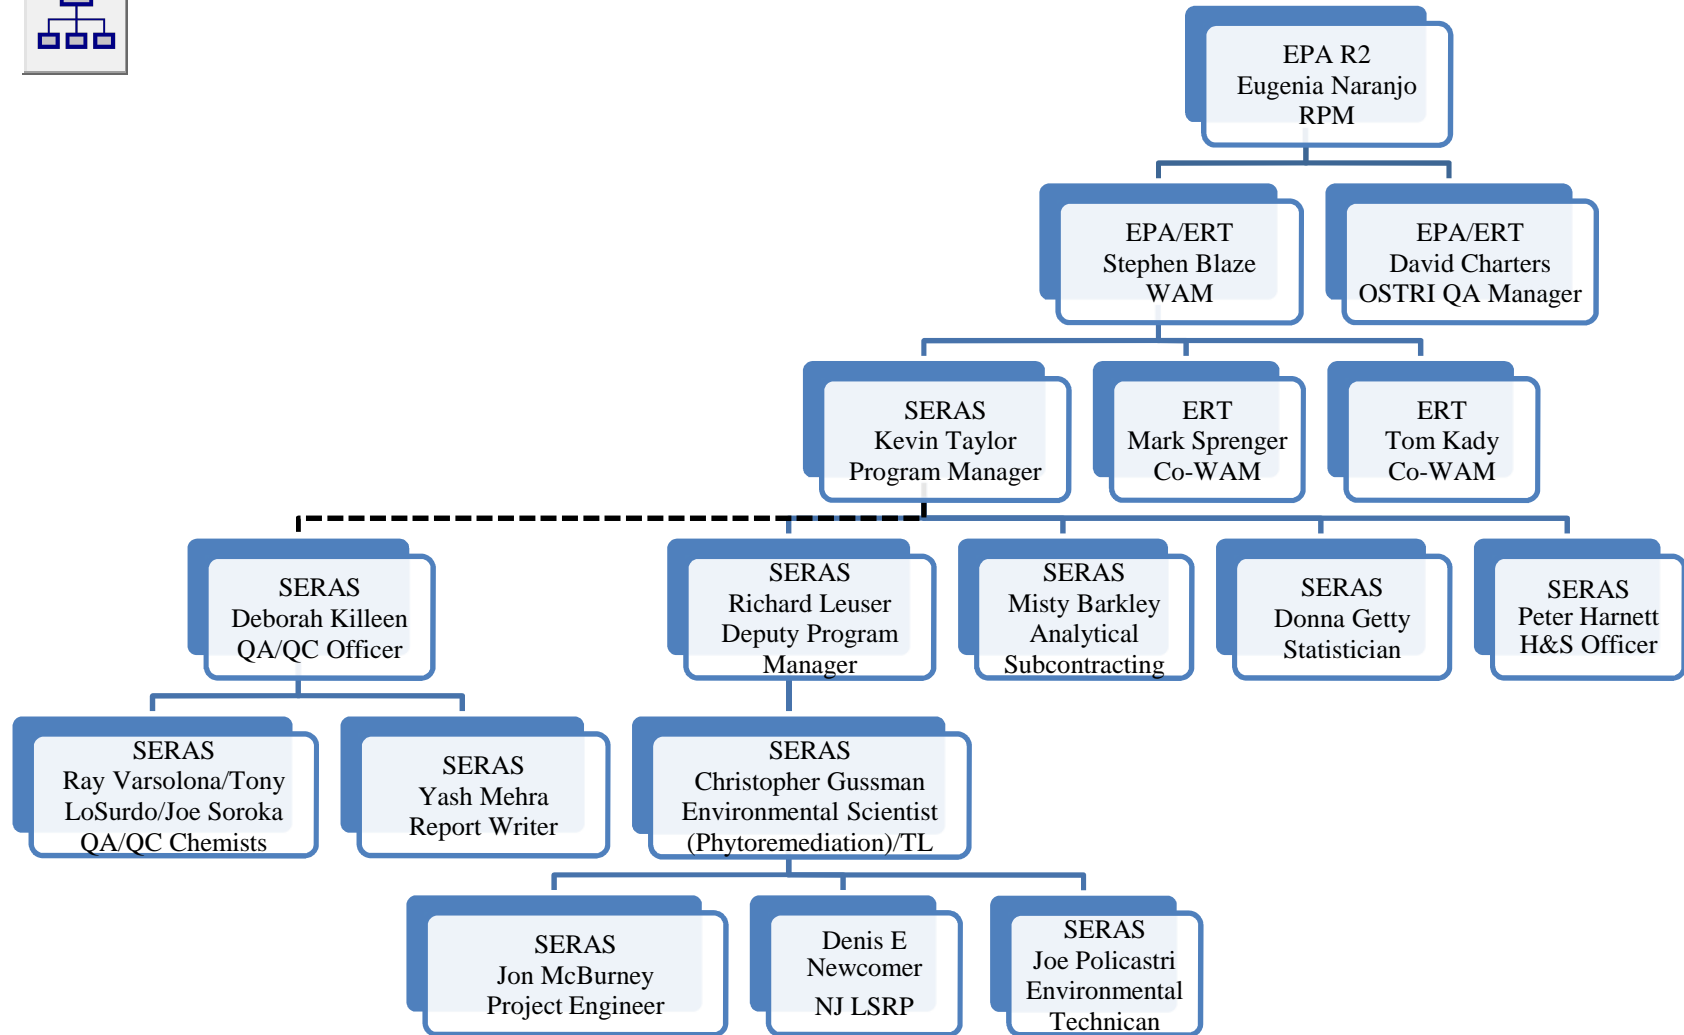 EPA R2
Eugenia Naranjo
RPM
EPA/ERT
Stephen Blaze
WAM
EPA/ERT
David Charters
OSTRI QA Manager
SERAS
Kevin Taylor
Program Manager
ERT
Mark Sprenger
Co-WAM
ERT
Tom Kady
Co-WAM
SERAS
Deborah Killeen
QA/QC Officer
SERAS
Richard Leuser
Deputy Program
Manager
SERAS
Misty Barkley
Analytical
Subcontracting
SERAS
Donna Getty
Statistician
SERAS
Peter Harnett
H&S Officer
SERAS
Ray Varsolona/Tony
LoSurdo/Joe Soroka
QA/QC Chemists
SERAS
Yash Mehra
Report Writer
SERAS
Christopher Gussman
Environmental Scientist
(Phytoremediation)/TL
SERAS
Jon McBurney
Project Engineer
Denis E
Newcomer
NJ LSRP
SERAS
Joe Policastri
Environmental
Technican